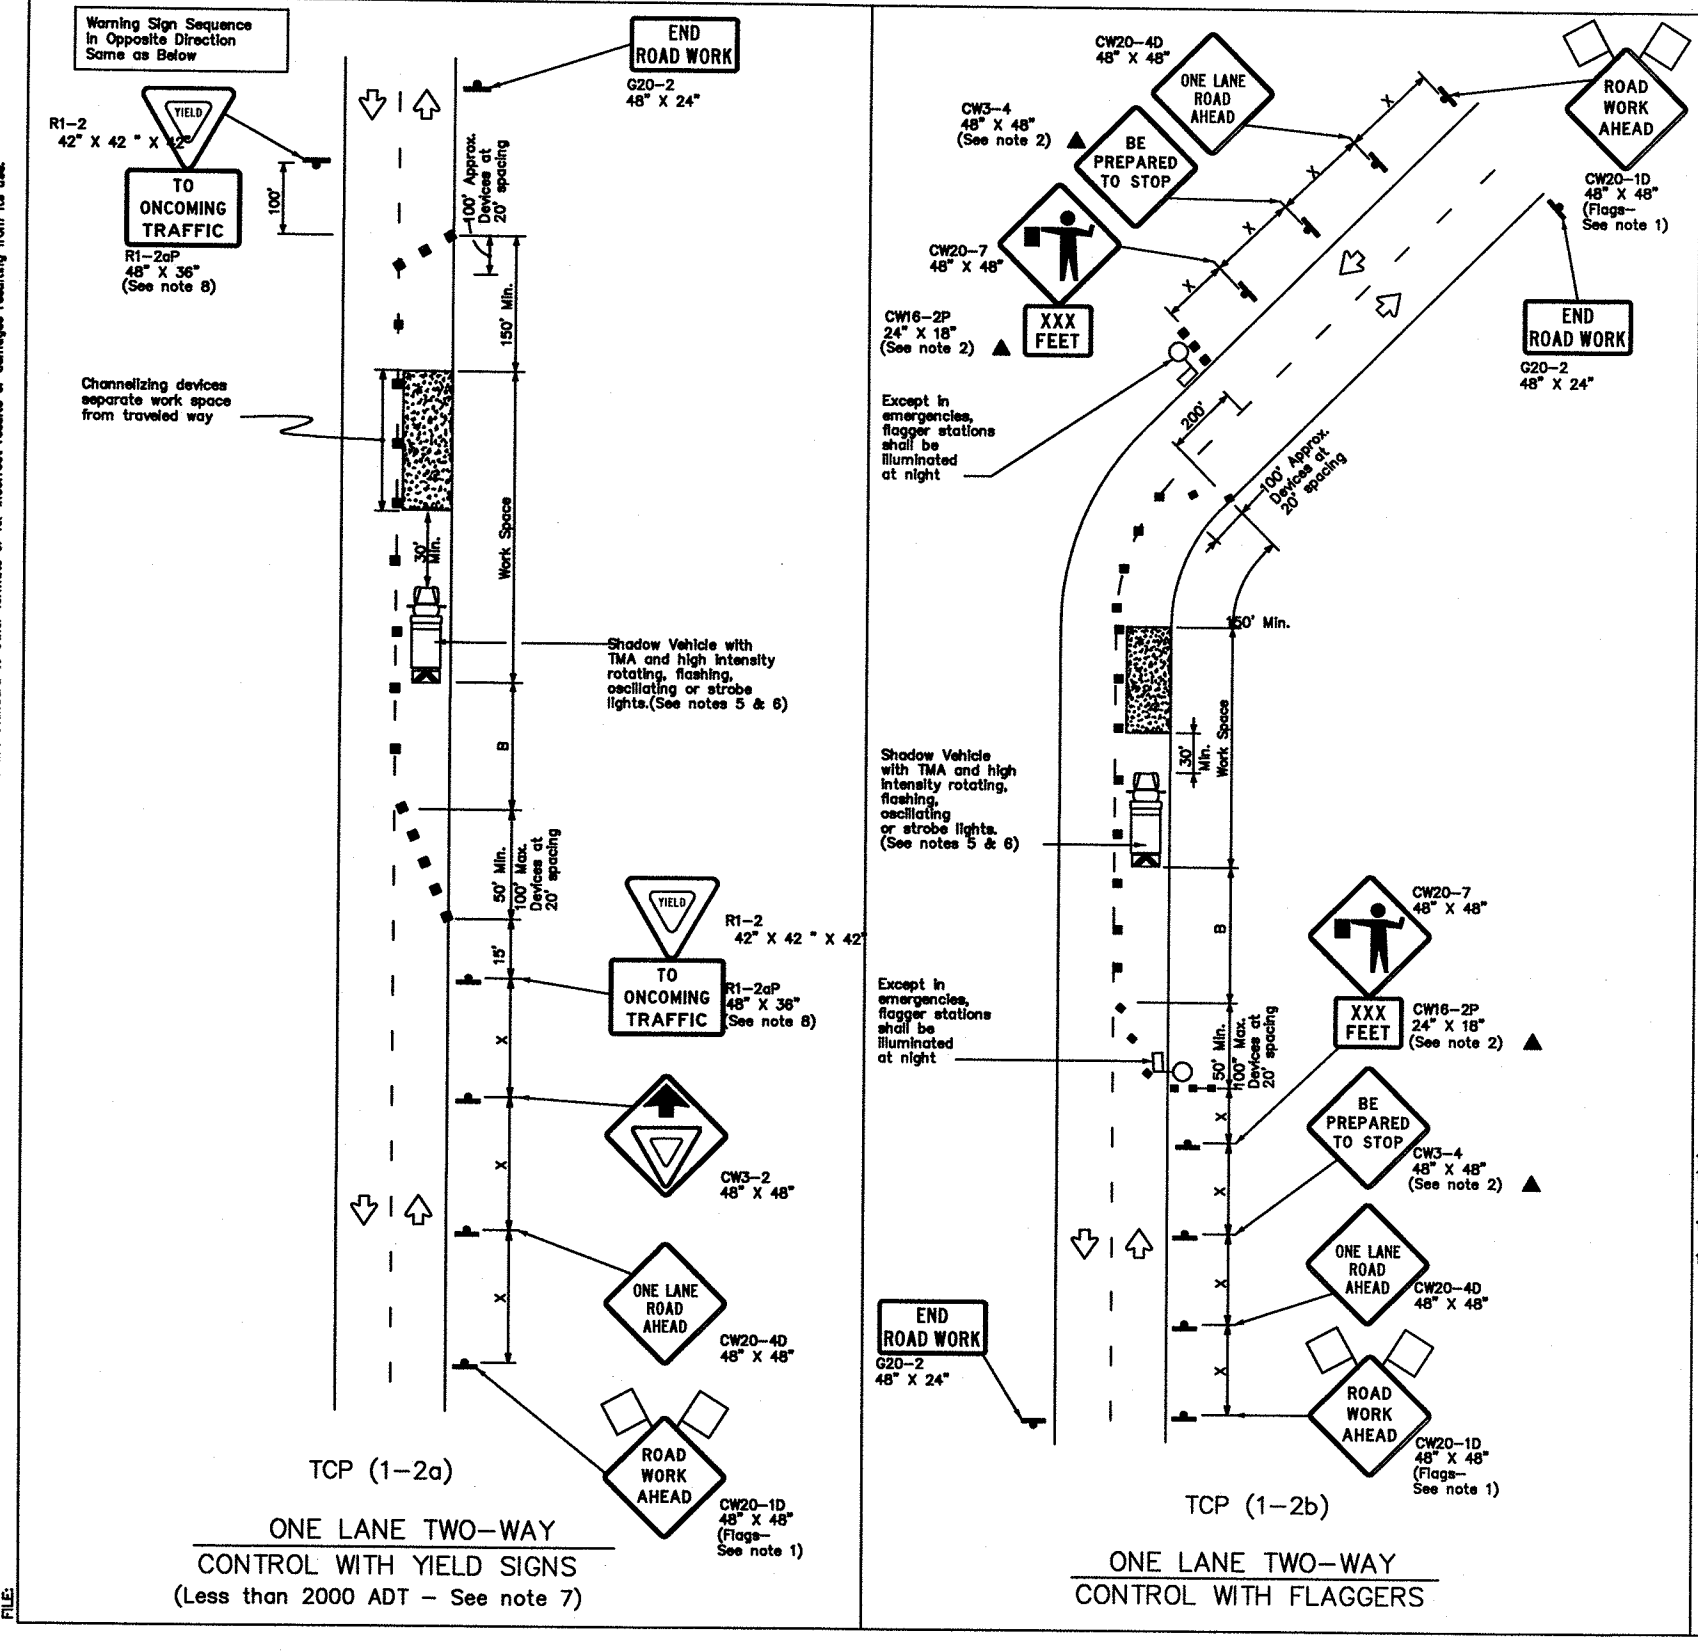 Warning Sign Sequence
in Opposite Direction
Same as Below
YIELD
R1-2
42" X 42 " X 42"
TO
ONCOMING
TRAFFIC
R1-2aP
48" X 36"
(See note 8)
100'
END
ROAD WORK
G20-2
48" X 24"
100' Approx.
Devices at
20' spacing
150' Min.
Channelizing devices
separate work space
from traveled way
30'
Min.
Work Space
Shadow Vehicle with
TMA and high intensity
rotating, flashing,
oscillating or strobe
lights.(See notes 5 & 6)
B
50' Min.
100' Max.
Devices at
20' spacing
15'
YIELD
R1-2
42" X 42 " X 42"
TO
ONCOMING
TRAFFIC
R1-2aP
48" X 36"
(See note 8)
X
CW3-2
48" X 48"
X
ONE LANE
ROAD
AHEAD
CW20-4D
48" X 48"
X
ROAD
WORK
AHEAD
CW20-1D
48" X 48"
(Flags-
See note 1)
TCP (1-2a)
ONE LANE TWO-WAY
CONTROL WITH YIELD SIGNS
(Less than 2000 ADT - See note 7)
FILE:
CW20-4D
48" X 48"
ONE LANE
ROAD
AHEAD
CW3-4
48" X 48"
(See note 2)
BE
PREPARED
TO STOP
CW20-7
48" X 48"
CW16-2P
24" X 18"
(See note 2)
XXX
FEET
X
X
X
X
ROAD
WORK
AHEAD
CW20-1D
48" X 48"
(Flags-
See note 1)
END
ROAD WORK
G20-2
48" X 24"
Except in
emergencies,
flagger stations
shall be
illuminated
at night
200'
100' Approx.
Devices at
20' spacing
150' Min.
30'
Min.
Work Space
Shadow Vehicle
with TMA and high
intensity rotating,
flashing,
oscillating
or strobe lights.
(See notes 5 & 6)
B
CW20-7
48" X 48"
XXX
FEET
CW16-2P
24" X 18"
(See note 2)
Except in
emergencies,
flagger stations
shall be
illuminated
at night
50' Min.
100" Max.
Devices at
20' spacing
X
BE
PREPARED
TO STOP
CW3-4
48" X 48"
(See note 2)
X
ONE LANE
ROAD
AHEAD
CW20-4D
48" X 48"
X
END
ROAD WORK
G20-2
48" X 24"
X
ROAD
WORK
AHEAD
CW20-1D
48" X 48"
(Flags-
See note 1)
TCP (1-2b)
ONE LANE TWO-WAY
CONTROL WITH FLAGGERS